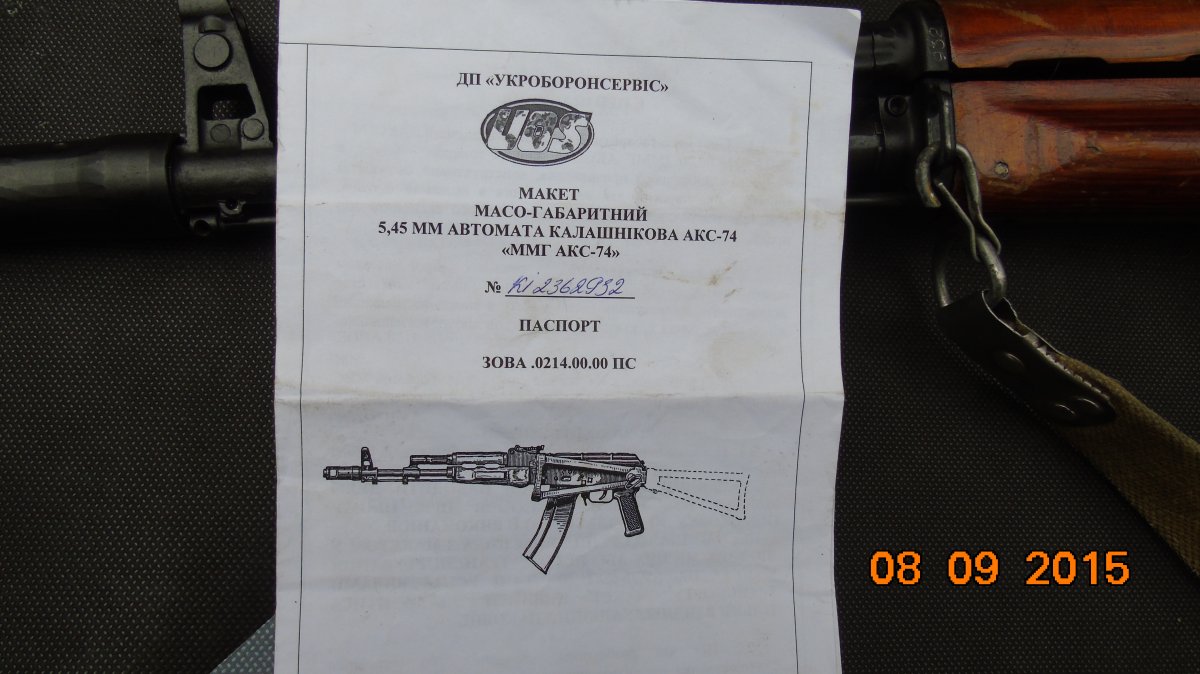 ДП «УКРОБОРОНСЕРВІС»
UOS
МАКЕТ
МАСО-ГАБАРИТНИЙ
5,45 ММ АВТОМАТА КАЛАШНІКОВА АКС-74
«ММГ АКС-74»
№ Кі 2362932
ПАСПОРТ
ЗОВА .0214.00.00 ПС
08 09 2015